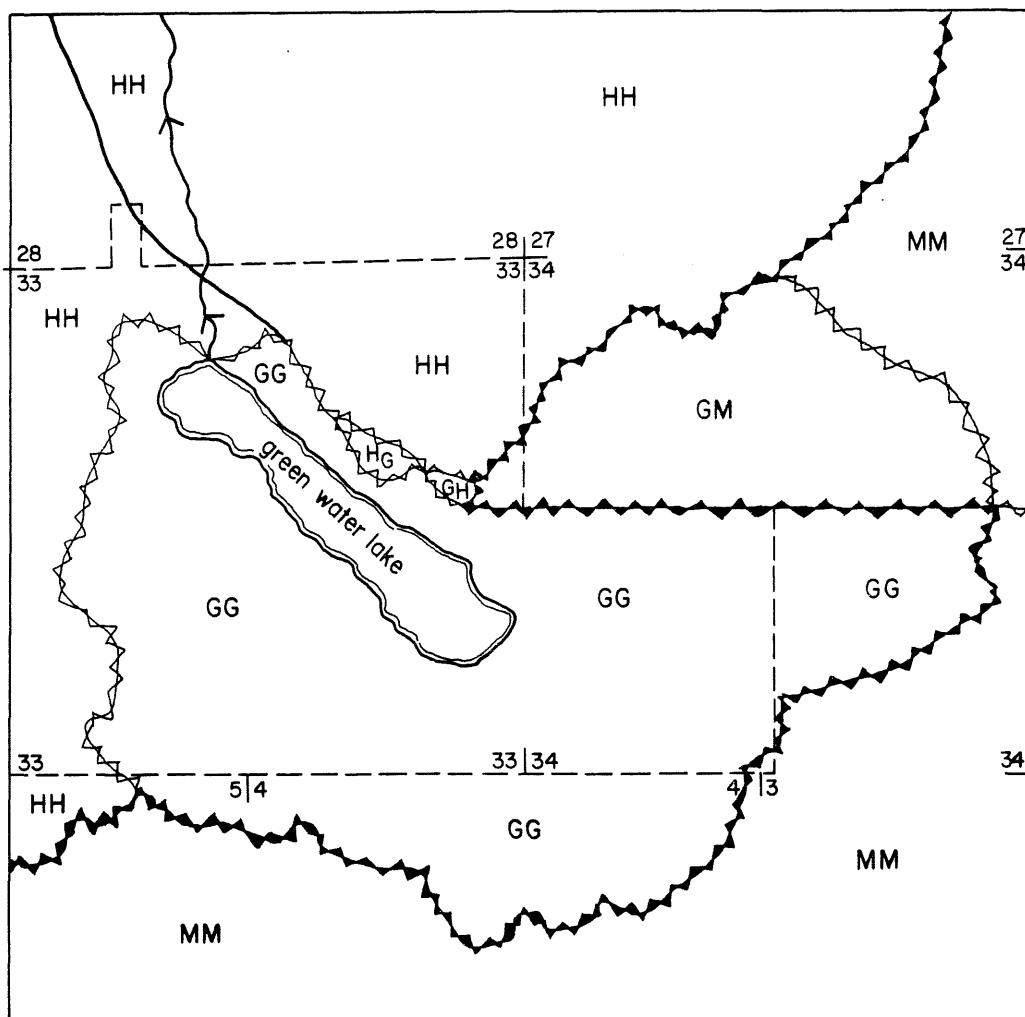 HH
HH
MM
28
28 27
27
33
33 34
34
HH
GG
HH
GM
HG
GH
green water lake
GG
GG
GG
33
33 34
34
5 4
4 3
HH
GG
MM
MM